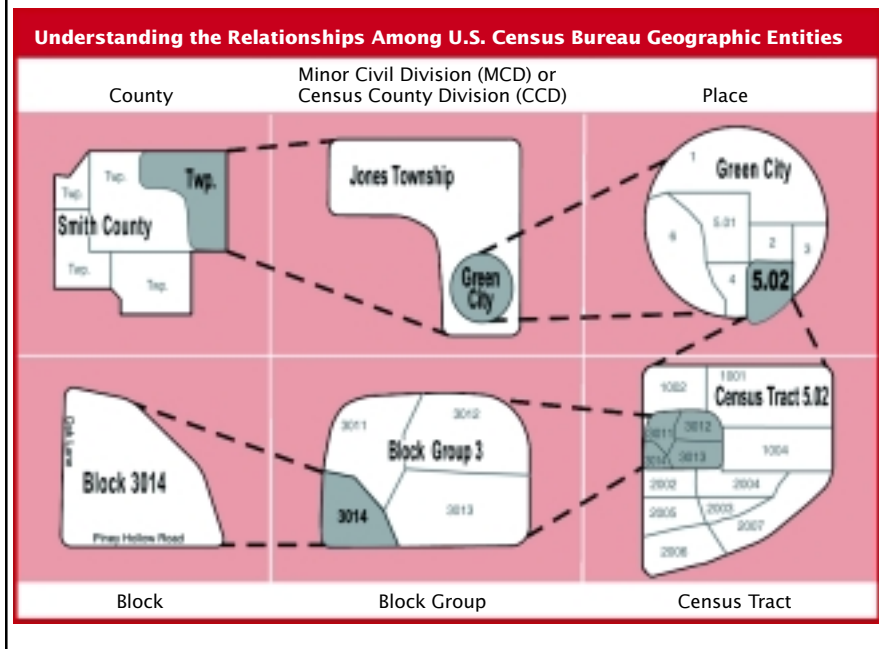 Understanding the Relationships Among U.S. Census Bureau Geographic Entities
County
Minor Civil Division (MCD) or
Census County Division (CCD)
Place
Twp.
Twp.
Twp.
Smith County
Twp.
Twp.
Jones Township
Green
City
1
Green City
5.01
6
2
3
4
5.02
Oak Lane
Block 3014
Piney Hollow Road
3011
3012
Block Group 3
3014
3013
1001
1002
Census Tract 5.02
3011
3012
3014
3013
1004
2002
2004
2005
2003
2007
2006
Block
Block Group
Census Tract